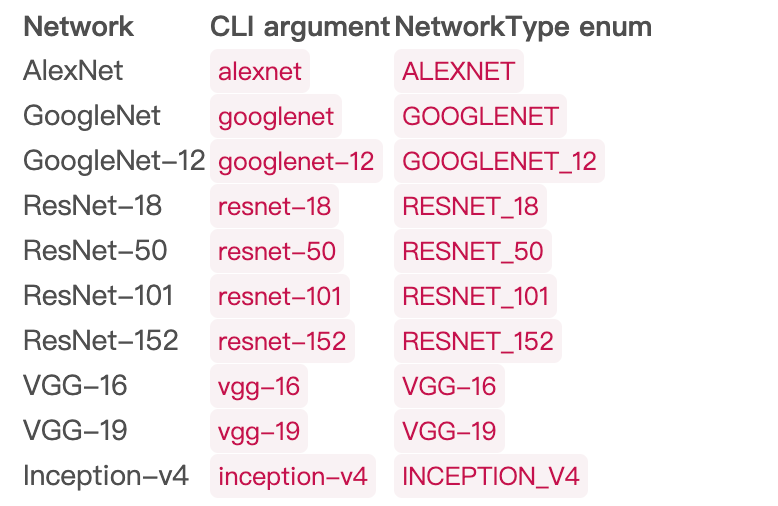 Network CLI argument NetworkType enum
AlexNet alexnet ALEXNET
GoogleNet googlenet GOOGLENET
GoogleNet-12 googlenet-12 GOOGLENET_12
ResNet-18 resnet-18 RESNET_18
ResNet-50 resnet-50 RESNET_50
ResNet-101 resnet-101 RESNET_101
ResNet-152 resnet-152 RESNET_152
VGG-16 vgg-16 VGG-16
VGG-19 vgg-19 VGG-19
Inception-v4 inception-v4 INCEPTION_V4